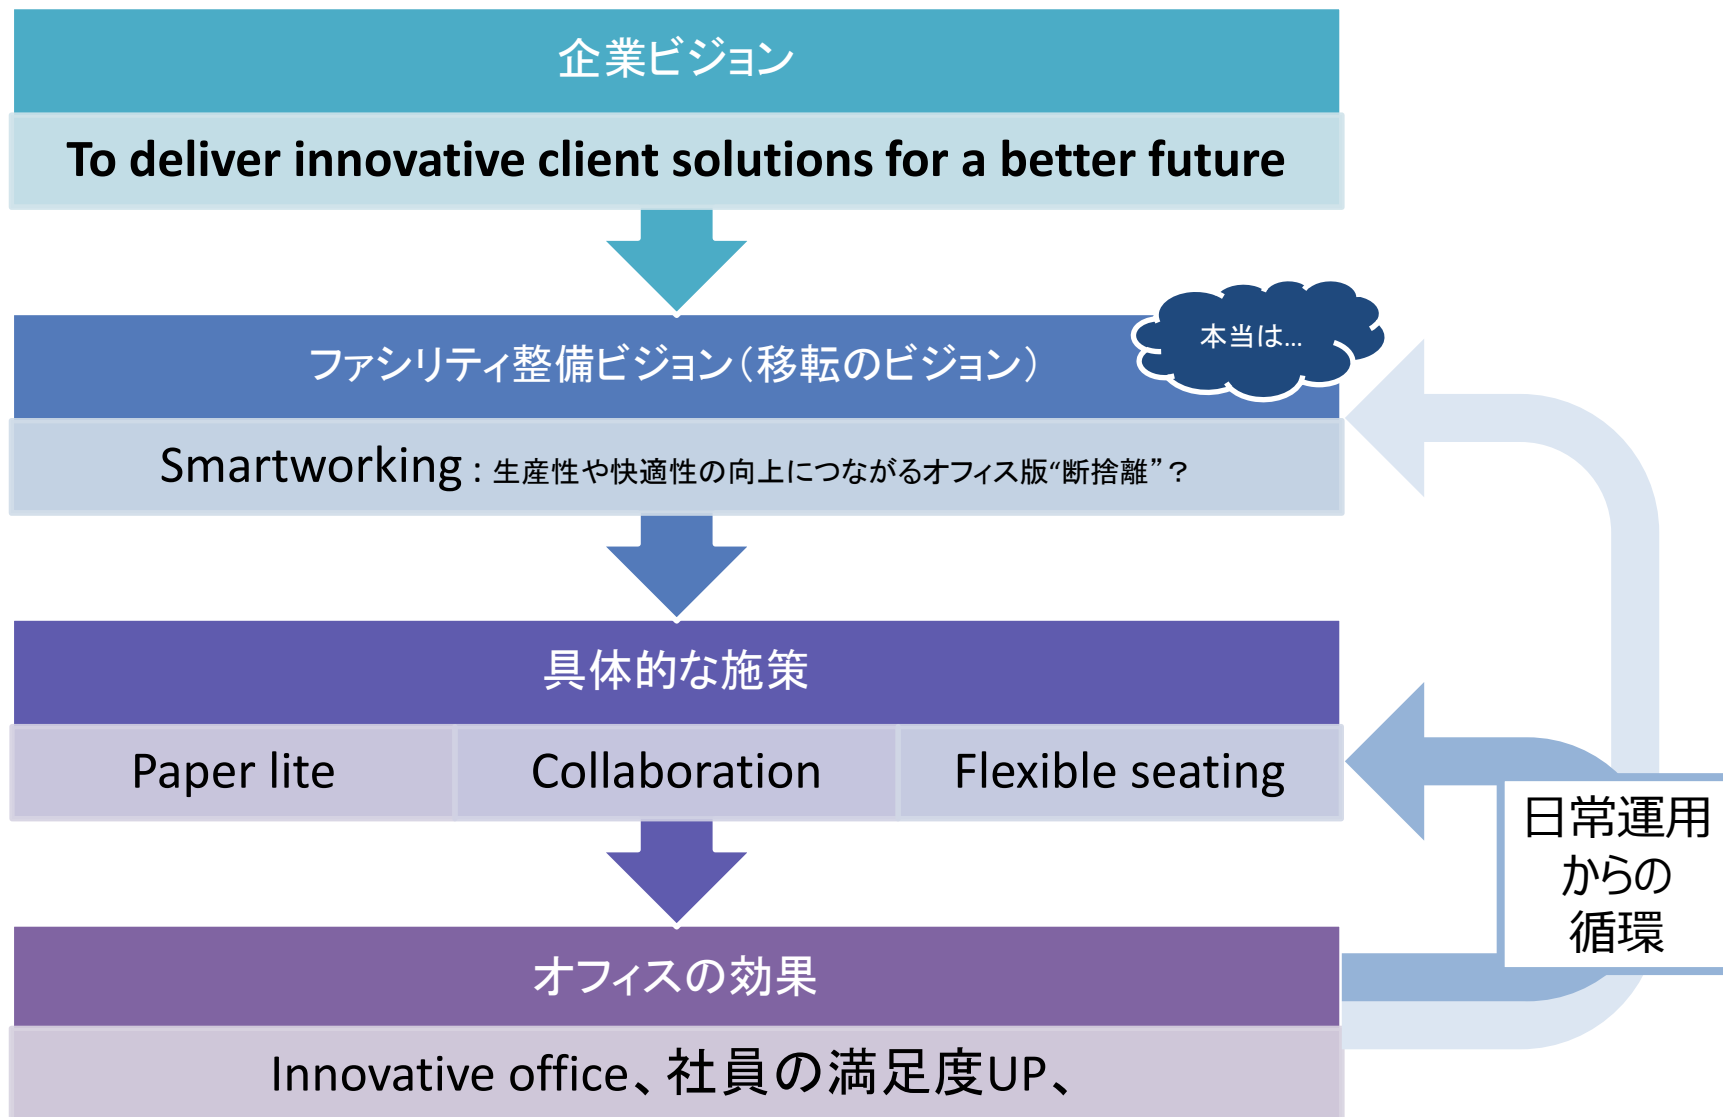 企業ビジョン
To deliver innovative client solutions for a better future
本当は...
ファシリティ整備ビジョン（移転のビジョン）
Smartworking : 生産性や快適性の向上につながるオフィス版“断捨離”？
具体的な施策
Paper lite
Collaboration
Flexible seating
日常運用
からの
循環
オフィスの効果
Innovative office、社員の満足度UP、